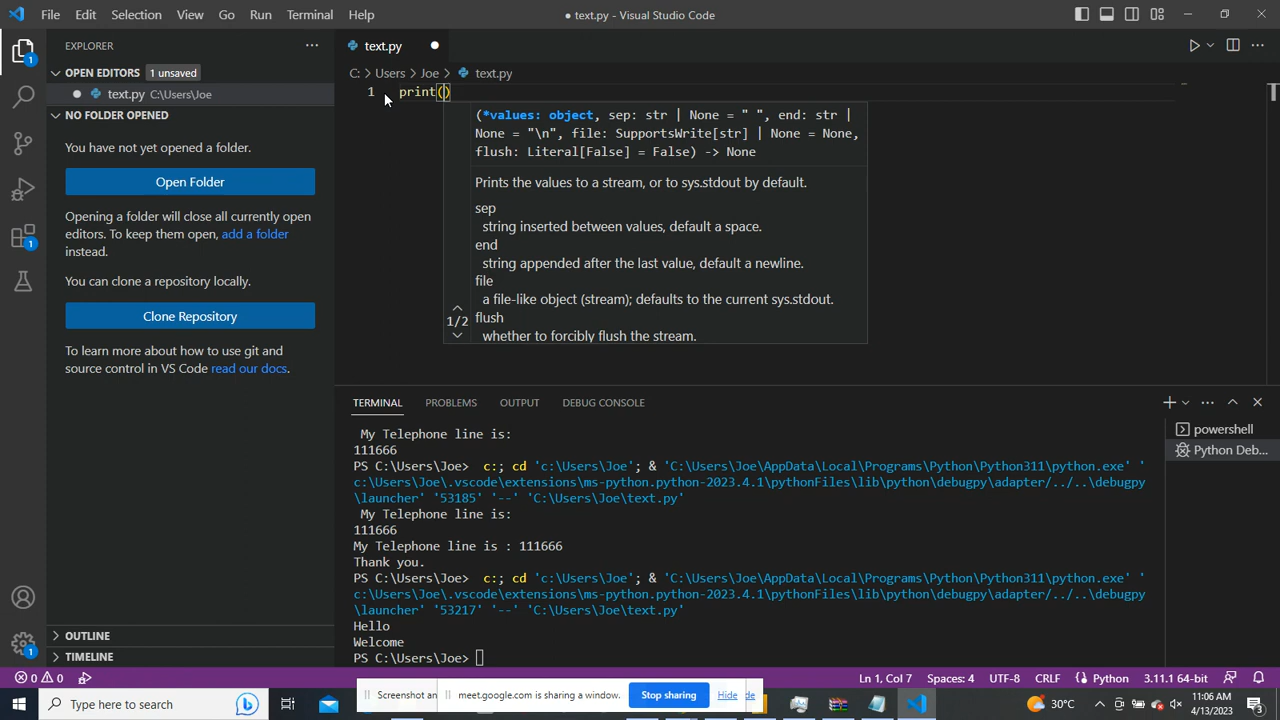 File Edit Selection View Go Run Terminal Help
● text.py - Visual Studio Code
EXPLORER
OPEN EDITORS 1 unsaved
text.py C:\Users\Joe
NO FOLDER OPENED
You have not yet opened a folder.
Open Folder
Opening a folder will close all currently open
editors. To keep them open, add a folder
instead.
You can clone a repository locally.
Clone Repository
To learn more about how to use git and
source control in VS Code read our docs.
OUTLINE
TIMELINE
1
1
1
text.py
C: > Users > Joe > text.py
1 print()
(*values: object, sep: str | None = " ", end: str |
None = "\n", file: SupportsWrite[str] | None = None,
flush: Literal[False] = False) -> None
Prints the values to a stream, or to sys.stdout by default.
sep
string inserted between values, default a space.
end
string appended after the last value, default a newline.
file
a file-like object (stream); defaults to the current sys.stdout.
1/2
flush
whether to forcibly flush the stream.
TERMINAL PROBLEMS OUTPUT DEBUG CONSOLE
powershell
Python Deb...
My Telephone line is:
111666
PS C:\Users\Joe> c:; cd 'c:\Users\Joe'; & 'C:\Users\Joe\AppData\Local\Programs\Python\Python311\python.exe' '
c:\Users\Joe\.vscode\extensions\ms-python.python-2023.4.1\pythonFiles\lib\python\debugpy\adapter/../..\debugpy
\launcher' '53185' '--' 'C:\Users\Joe\text.py'
My Telephone line is:
111666
My Telephone line is : 111666
Thank you.
PS C:\Users\Joe> c:; cd 'c:\Users\Joe'; & 'C:\Users\Joe\AppData\Local\Programs\Python\Python311\python.exe' '
c:\Users\Joe\.vscode\extensions\ms-python.python-2023.4.1\pythonFiles\lib\python\debugpy\adapter/../..\debugpy
\launcher' '53217' '--' 'C:\Users\Joe\text.py'
Hello
Welcome
PS C:\Users\Joe>
0 0
Ln 1, Col 7 Spaces: 4 UTF-8 CRLF Python 3.11.1 64-bit
Type here to search
Screenshot an
meet.google.com is sharing a window. Stop sharing Hide
de
30°C
11:06 AM
4/13/2023
3